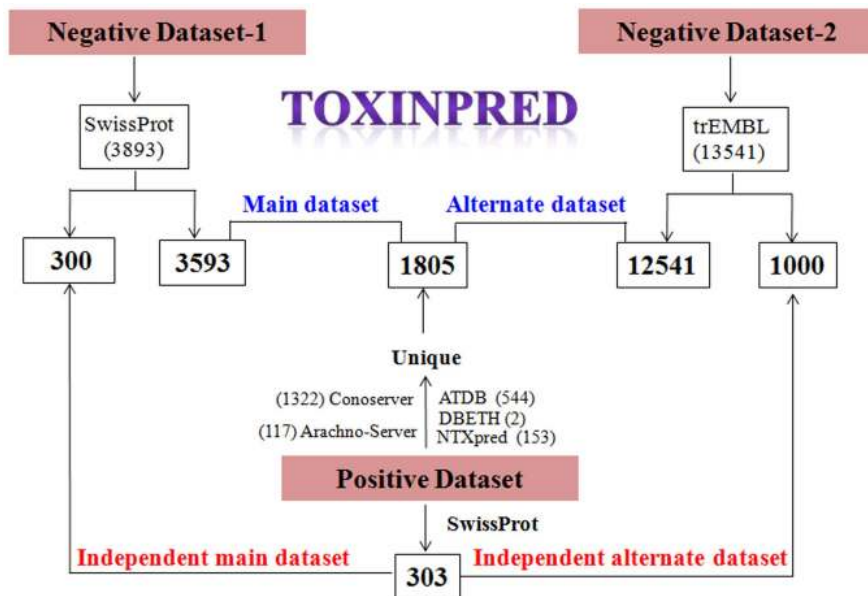 Negative Dataset-1
Negative Dataset-2
TOXINPRED
SwissProt
(3893)
trEMBL
(13541)
Main dataset
Alternate dataset
300
3593
1805
12541
1000
Unique
(1322) Conoserver
ATDB (544)
DBETH (2)
(117) Arachno-Server
NTXpred (153)
Positive Dataset
SwissProt
Independent main dataset
Independent alternate dataset
303